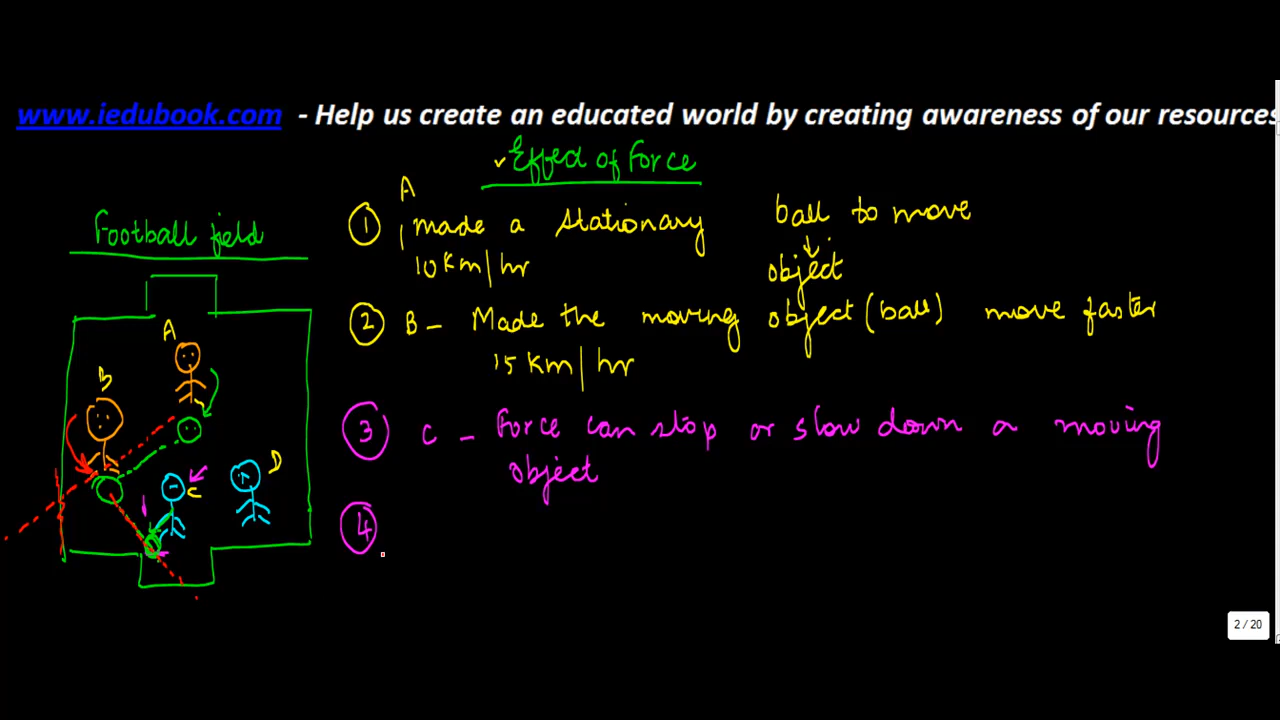 www.iedubook.com - Help us create an educated world by creating awareness of our resources
Effect of Force
Football field
A
B
C
D
A
① made a stationary ball to move
10 Km/hr object
② B - Made the moving object (ball) move faster
15 Km/hr
③ C - Force can stop or slow down a moving
object
④
2 / 20